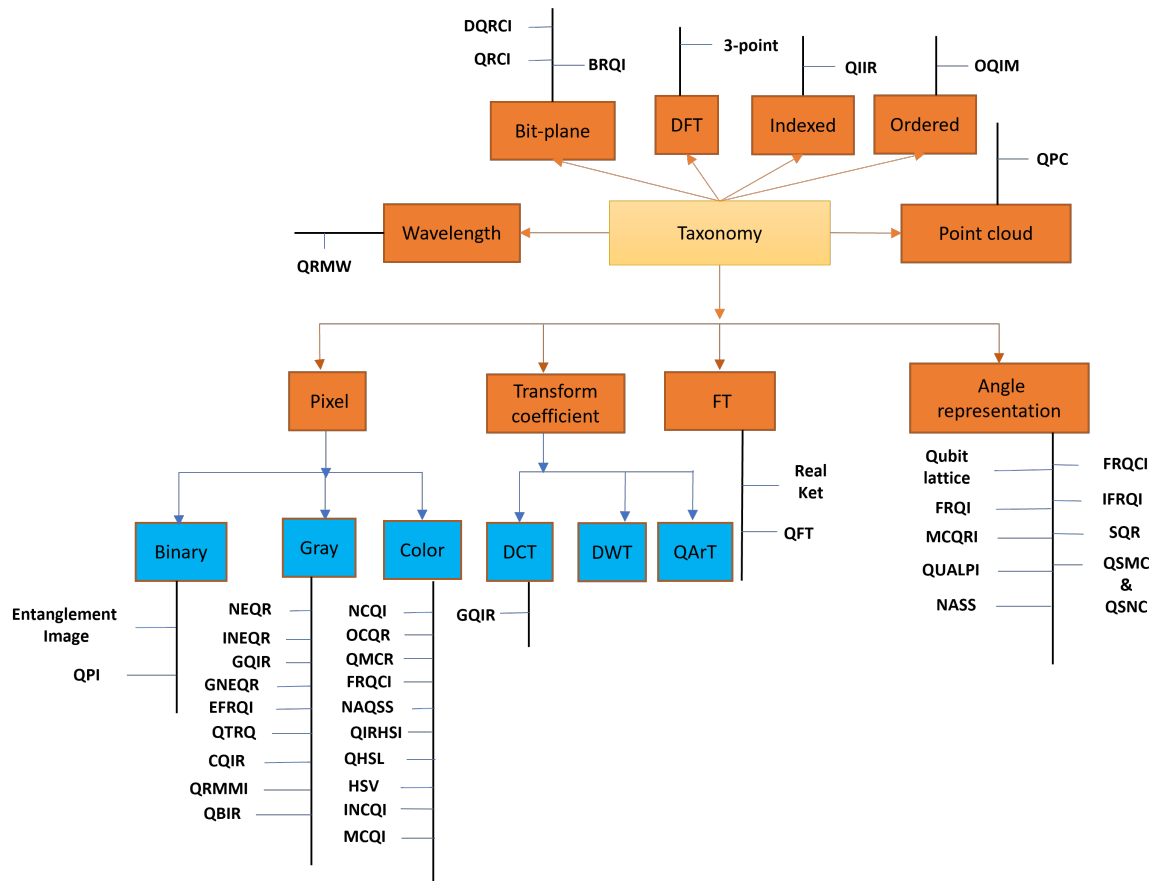 DQRCI
QRCI
BRQI
3-point
QIIR
OQIM
Bit-plane
DFT
Indexed
Ordered
QPC
Wavelength
Taxonomy
Point cloud
QRMW
Pixel
Transform
coefficient
FT
Angle
representation
Binary
Gray
Color
DCT
DWT
QArT
Real
Ket
QFT
Qubit
lattice
FRQI
MCQRI
QUALPI
NASS
FRQCI
IFRQI
SQR
QSMC
&
QSNC
Entanglement
Image
QPI
NEQR
INEQR
GQIR
GNEQR
EFRQI
QTRQ
CQIR
QRMMI
QBIR
NCQI
OCQR
QMCR
FRQCI
NAQSS
QIRHSI
QHSL
HSV
INCQI
MCQI
GQIR